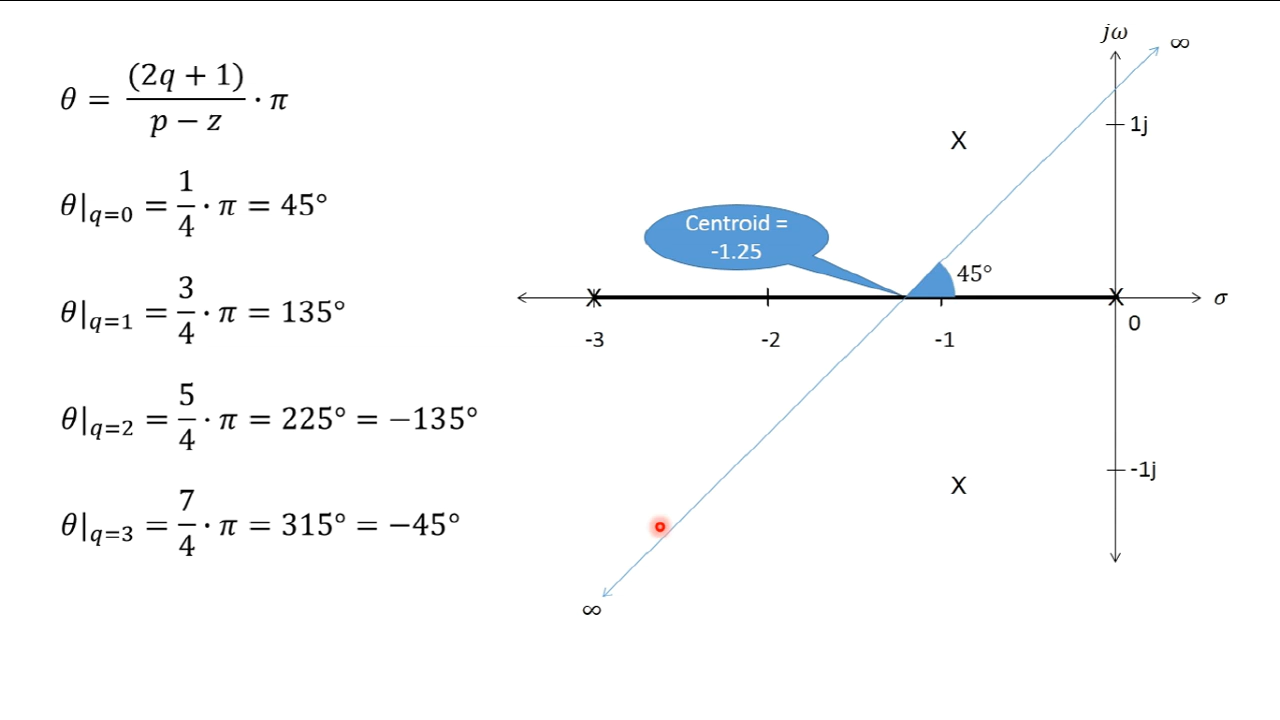 θ = (2q + 1)/(p − z) · π
θ|q=0 = 1/4 · π = 45°
θ|q=1 = 3/4 · π = 135°
θ|q=2 = 5/4 · π = 225° = −135°
θ|q=3 = 7/4 · π = 315° = −45°
jω
∞
1j
X
Centroid =
-1.25
45°
X
X
σ
-3
-2
-1
0
-1j
X
∞